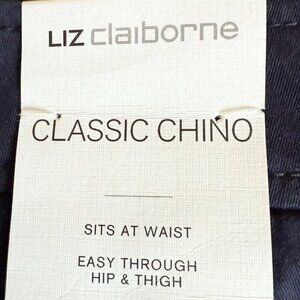 LIZ claiborne
CLASSIC CHINO
SITS AT WAIST
EASY THROUGH
HIP & THIGH